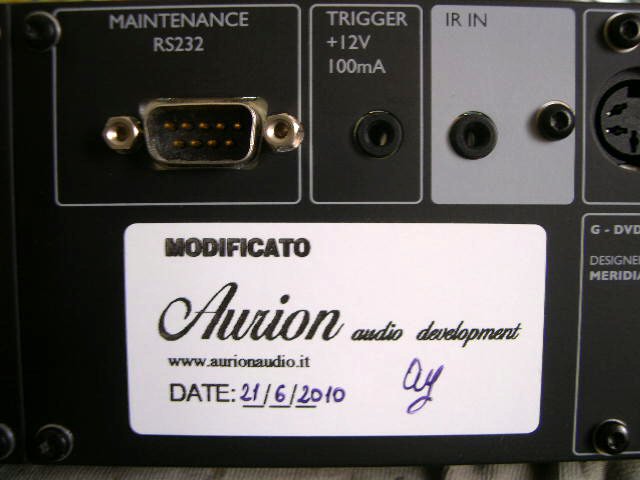 MAINTENANCE
RS232
TRIGGER
+12V
100mA
IR IN
MODIFICATO
Aurion audio development
www.aurionaudio.it
DATE: 21/6/2010
G - DVD
DESIGNE
MERIDIA